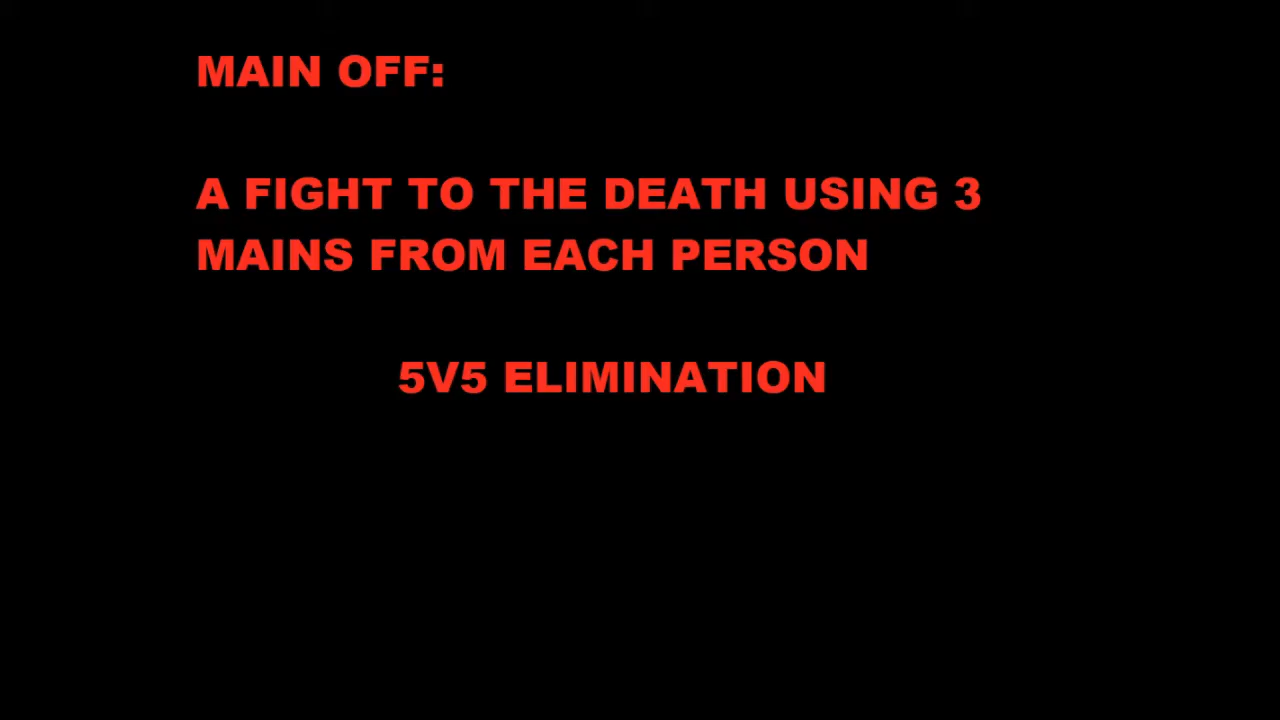 MAIN OFF:
A FIGHT TO THE DEATH USING 3
MAINS FROM EACH PERSON
5V5 ELIMINATION